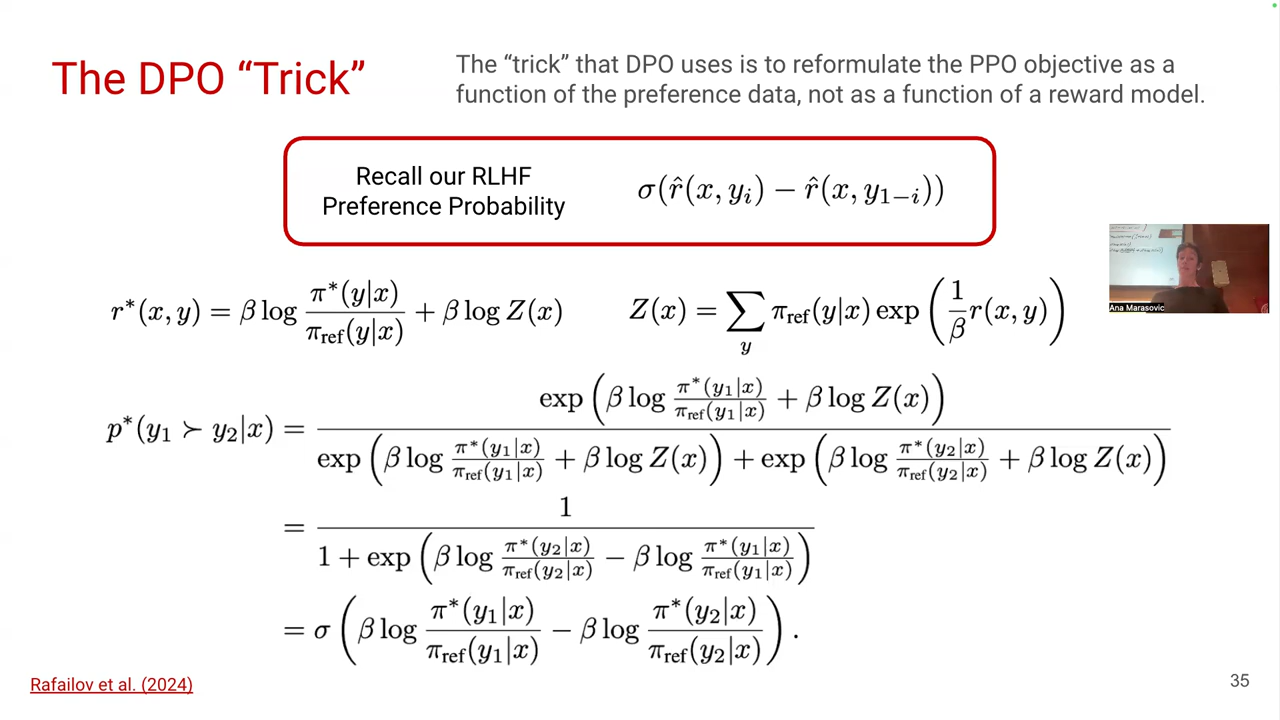 The DPO “Trick”
The “trick” that DPO uses is to reformulate the PPO objective as a
function of the preference data, not as a function of a reward model.
Recall our RLHF
Preference Probability
σ(r̂(x, y_i) − r̂(x, y_{1−i}))
r*(x, y) = β log π*(y|x) / π_ref(y|x) + β log Z(x)
Z(x) = ∑_y π_ref(y|x) exp(1/β r(x, y))
p*(y_1 ≻ y_2|x) = exp(β log π*(y_1|x) / π_ref(y_1|x) + β log Z(x)) / (exp(β log π*(y_1|x) / π_ref(y_1|x) + β log Z(x)) + exp(β log π*(y_2|x) / π_ref(y_2|x) + β log Z(x)))
= 1 / (1 + exp(β log π*(y_2|x) / π_ref(y_2|x) − β log π*(y_1|x) / π_ref(y_1|x)))
= σ(β log π*(y_1|x) / π_ref(y_1|x) − β log π*(y_2|x) / π_ref(y_2|x)).
Ana Marasovic
Rafailov et al. (2024)
35